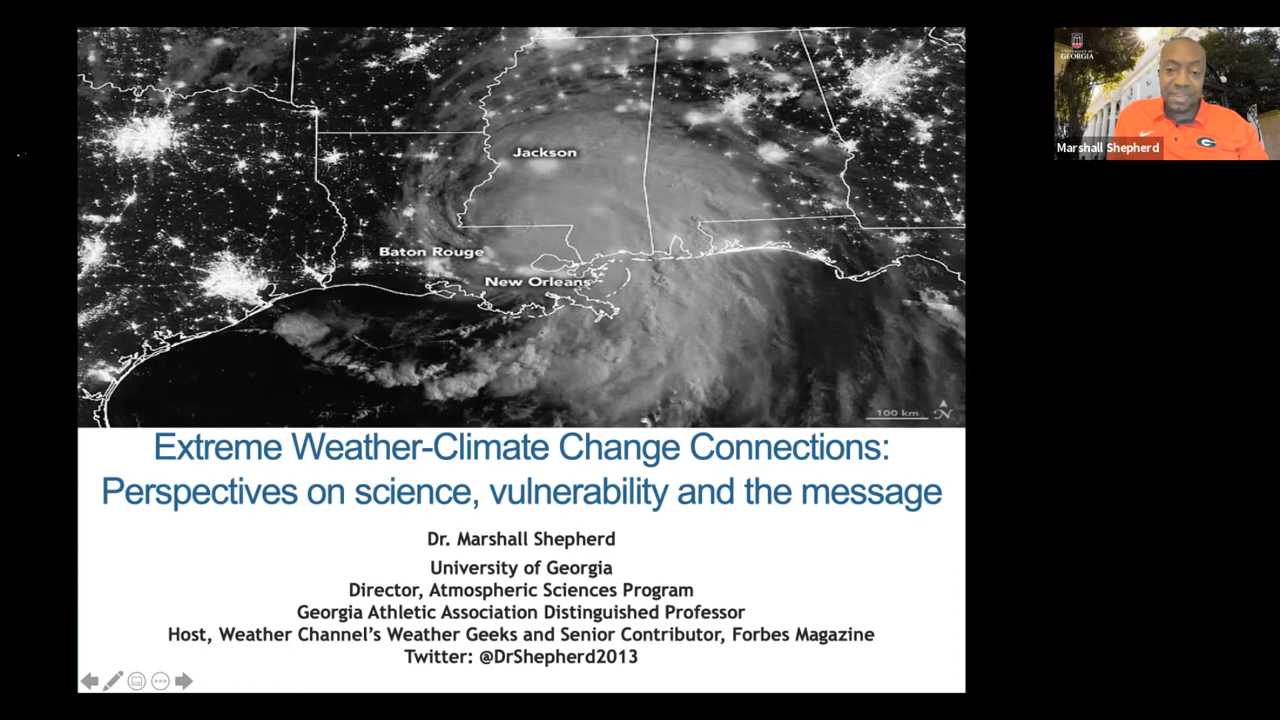 Jackson
Baton Rouge
New Orleans
100 km
N
Extreme Weather-Climate Change Connections:
Perspectives on science, vulnerability and the message
Dr. Marshall Shepherd
University of Georgia
Director, Atmospheric Sciences Program
Georgia Athletic Association Distinguished Professor
Host, Weather Channel's Weather Geeks and Senior Contributor, Forbes Magazine
Twitter: @DrShepherd2013
UNIVERSITY OF
GEORGIA
G
Marshall Shepherd